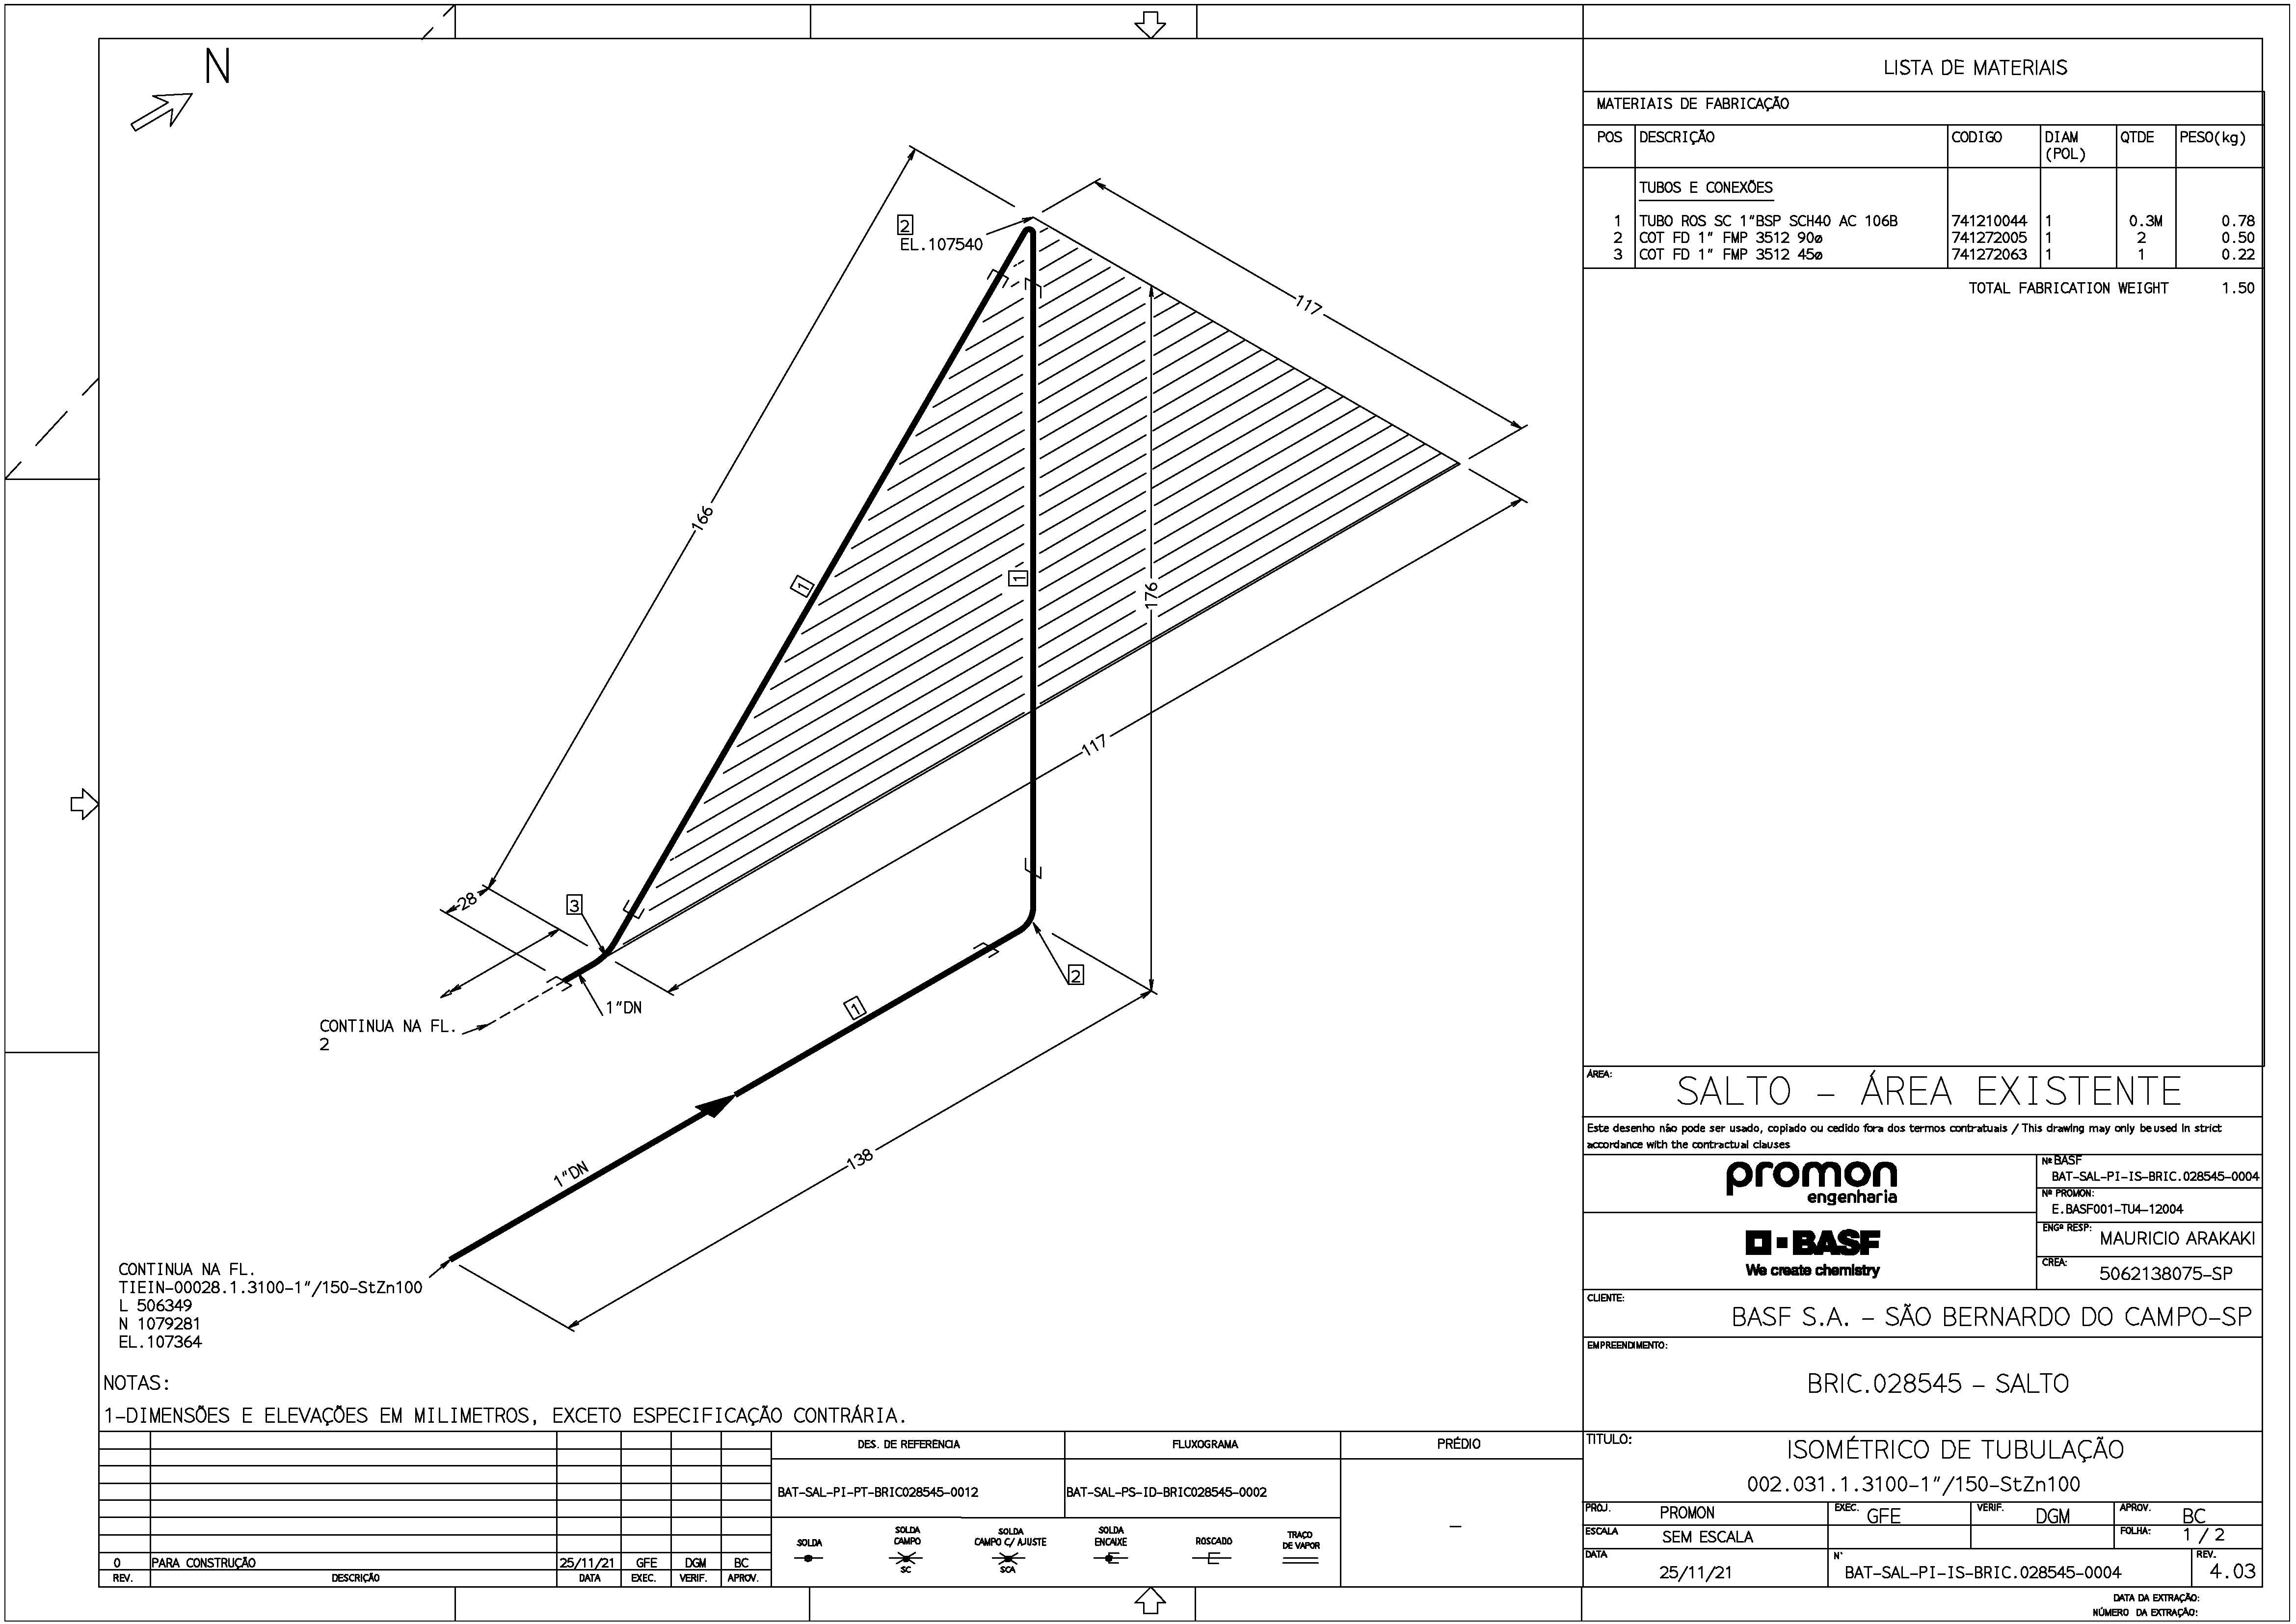 N
2
EL.107540
117
166
1
1
176
117
28
3
2
1"DN
1
CONTINUA NA FL.
2
138
1"DN
CONTINUA NA FL.
TIEIN-00028.1.3100-1"/150-StZn100
L 506349
N 1079281
EL.107364
NOTAS:
1-DIMENSÕES E ELEVAÇÕES EM MILIMETROS, EXCETO ESPECIFICAÇÃO CONTRÁRIA.
LISTA DE MATERIAIS
MATERIAIS DE FABRICAÇÃO
POS DESCRIÇÃO CODIGO DIAM (POL) QTDE PESO(kg)
TUBOS E CONEXÕES
1 TUBO ROS SC 1"BSP SCH40 AC 106B 741210044 1 0.3M 0.78
2 COT FD 1" FMP 3512 90ø 741272005 1 2 0.50
3 COT FD 1" FMP 3512 45ø 741272063 1 1 0.22
TOTAL FABRICATION WEIGHT 1.50
ÁREA:
SALTO - ÁREA EXISTENTE
Este desenho não pode ser usado, copiado ou cedido fora dos termos contratuais / This drawing may only be used in strict
accordance with the contractual clauses
promon
engenharia
Nº BASF
BAT-SAL-PI-IS-BRIC.028545-0004
Nº PROMON:
E.BASF001-TU4-12004
BASF
We create chemistry
ENGº RESP: MAURICIO ARAKAKI
CREA: 5062138075-SP
CLIENTE:
BASF S.A. - SÃO BERNARDO DO CAMPO-SP
EMPREENDIMENTO:
BRIC.028545 - SALTO
TITULO:
ISOMÉTRICO DE TUBULAÇÃO
002.031.1.3100-1"/150-StZn100
PROJ. PROMON EXEC. GFE VERIF. DGM APROV. BC
ESCALA SEM ESCALA FOLHA: 1 / 2
DATA 25/11/21 N° BAT-SAL-PI-IS-BRIC.028545-0004 REV. 4.03
DATA DA EXTRAÇÃO:
NÚMERO DA EXTRAÇÃO:
DES. DE REFERÊNCIA FLUXOGRAMA PRÉDIO
BAT-SAL-PI-PT-BRIC028545-0012 BAT-SAL-PS-ID-BRIC028545-0002 -
SOLDA
SOLDA CAMPO SC
SOLDA CAMPO C/ AJUSTE SCA
SOLDA ENCAIXE
ROSCADO
TRAÇO DE VAPOR
0 PARA CONSTRUÇÃO 25/11/21 GFE DGM BC
REV. DESCRIÇÃO DATA EXEC. VERIF. APROV.